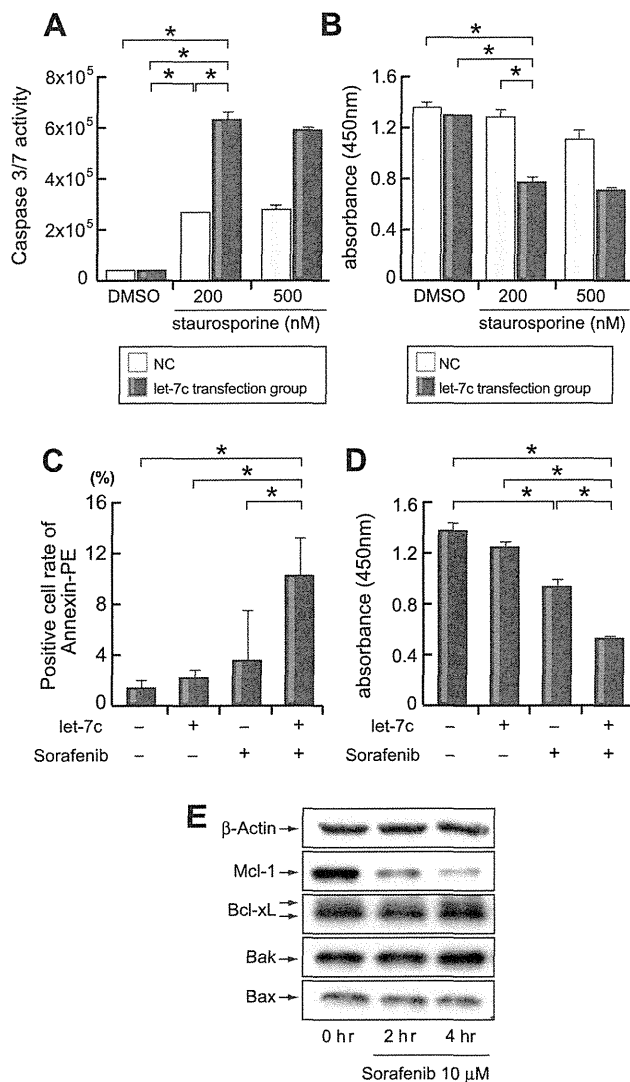 A
B
*
*
*
*
*
*
*
8x10⁵
6x10⁵
4x10⁵
2x10⁵
0
Caspase 3/7 activity
DMSO
200
500
staurosporine (nM)
1.6
1.2
0.8
0.4
0
absorbance (450nm)
DMSO
200
500
staurosporine (nM)
NC
let-7c transfection group
NC
let-7c transfection group
C
D
(%)
*
*
*
*
*
*
*
16
12
8
4
0
Positive cell rate of
Annexin-PE
1.6
1.2
0.8
0.4
0
absorbance (450nm)
let-7c – + – +
Sorafenib – – + +
let-7c – + – +
Sorafenib – – + +
E
β-Actin
Mcl-1
Bcl-xL
Bak
Bax
0 hr 2 hr 4 hr
Sorafenib 10 μM